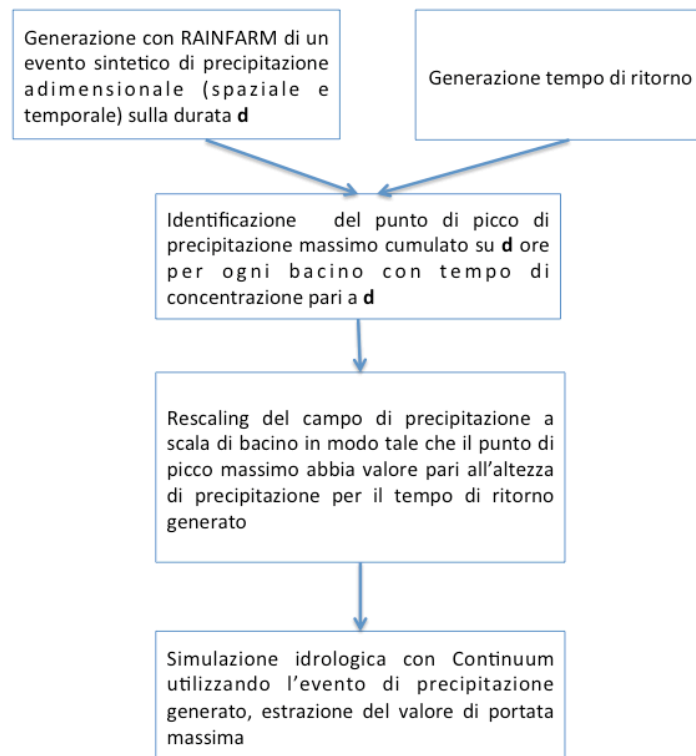 Generazione con RAINFARM di un
evento sintetico di precipitazione
adimensionale (spaziale e
temporale) sulla durata d
Generazione tempo di ritorno
Identificazione del punto di picco di
precipitazione massimo cumulato su d ore
per ogni bacino con tempo di
concentrazione pari a d
Rescaling del campo di precipitazione a
scala di bacino in modo tale che il punto di
picco massimo abbia valore pari all'altezza
di precipitazione per il tempo di ritorno
generato
Simulazione idrologica con Continuum
utilizzando l'evento di precipitazione
generato, estrazione del valore di portata
massima